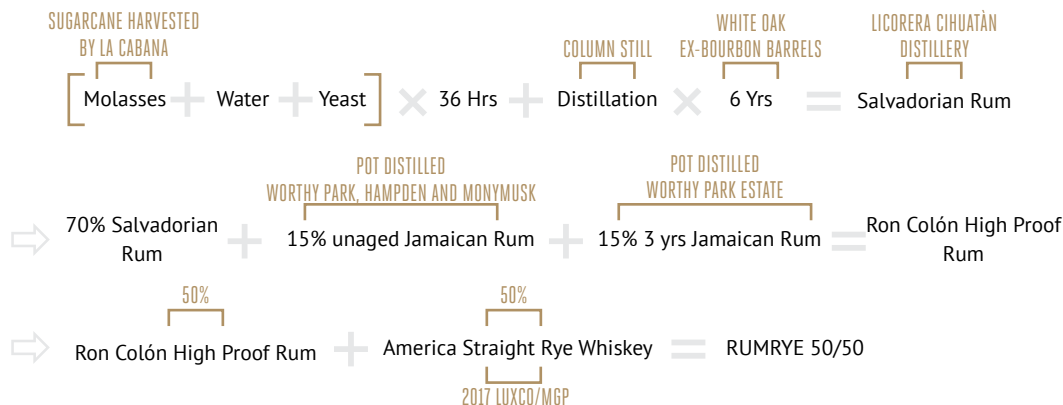 SUGARCANE HARVESTED
BY LA CABANA
COLUMN STILL
WHITE OAK
EX-BOURBON BARRELS
LICORERA CIHUATÀN
DISTILLERY
[ Molasses + Water + Yeast ] × 36 Hrs + Distillation × 6 Yrs = Salvadorian Rum
POT DISTILLED
WORTHY PARK, HAMPDEN AND MONYMUSK
POT DISTILLED
WORTHY PARK ESTATE
70% Salvadorian
Rum
+ 15% unaged Jamaican Rum + 15% 3 yrs Jamaican Rum =
Ron Colón High Proof
Rum
50%
50%
Ron Colón High Proof Rum + America Straight Rye Whiskey = RUMRYE 50/50
2017 LUXCO/MGP